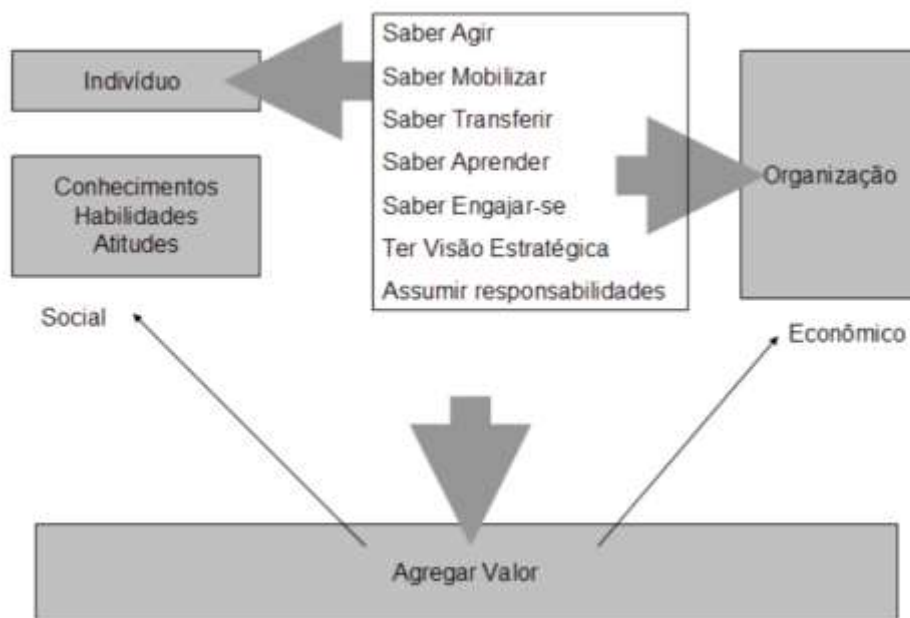 Indivíduo
Conhecimentos
Habilidades
Atitudes
Social
Saber Agir
Saber Mobilizar
Saber Transferir
Saber Aprender
Saber Engajar-se
Ter Visão Estratégica
Assumir responsabilidades
Organização
Econômico
Agregar Valor